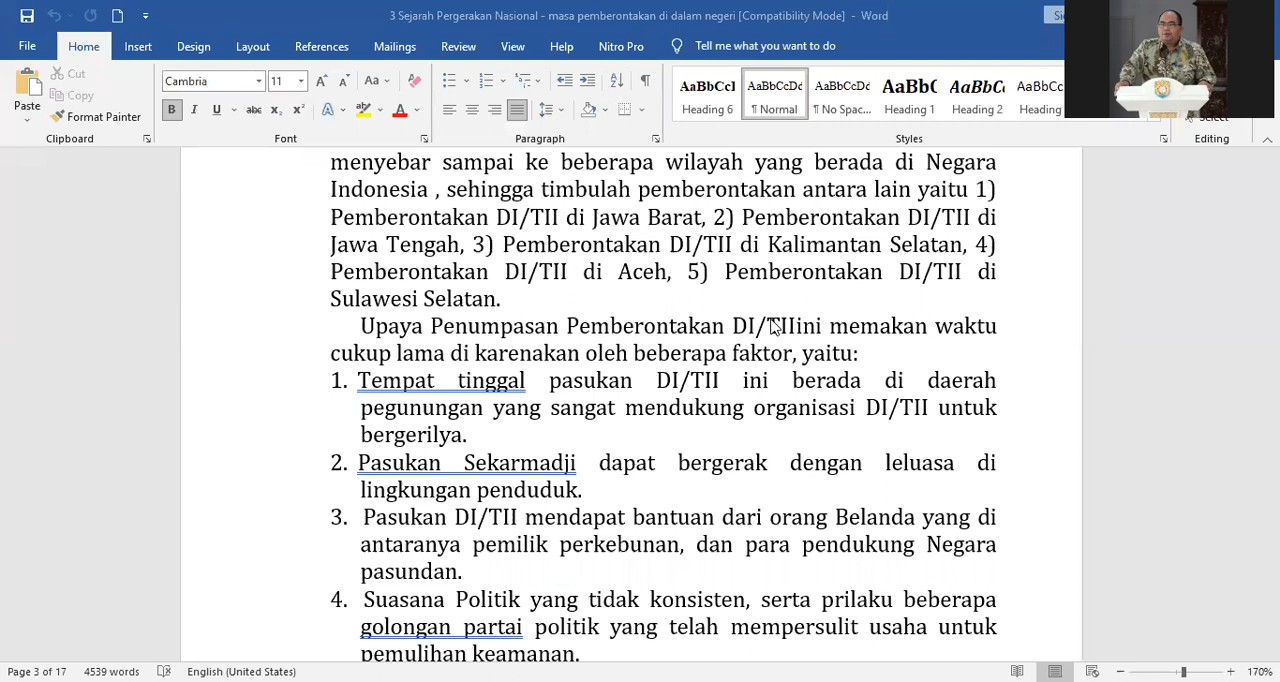 3 Sejarah Pergerakan Nasional - masa pemberontakan di dalam negeri [Compatibility Mode] - Word
File Home Insert Design Layout References Mailings Review View Help Nitro Pro Tell me what you want to do
Paste
Cut
Copy
Format Painter
Clipboard
Cambria 11
Font
Paragraph
AaBbCcI AaBbCcDc AaBbCcDc AaBb( AaBbC AaBbCc
Heading 6 ¶ Normal ¶ No Spac... Heading 1 Heading 2 Heading
Styles
Select
Editing
menyebar sampai ke beberapa wilayah yang berada di Negara
Indonesia , sehingga timbulah pemberontakan antara lain yaitu 1)
Pemberontakan DI/TII di Jawa Barat, 2) Pemberontakan DI/TII di
Jawa Tengah, 3) Pemberontakan DI/TII di Kalimantan Selatan, 4)
Pemberontakan DI/TII di Aceh, 5) Pemberontakan DI/TII di
Sulawesi Selatan.
Upaya Penumpasan Pemberontakan DI/TIIini memakan waktu
cukup lama di karenakan oleh beberapa faktor, yaitu:
1. Tempat tinggal pasukan DI/TII ini berada di daerah
pegunungan yang sangat mendukung organisasi DI/TII untuk
bergerilya.
2. Pasukan Sekarmadji dapat bergerak dengan leluasa di
lingkungan penduduk.
3. Pasukan DI/TII mendapat bantuan dari orang Belanda yang di
antaranya pemilik perkebunan, dan para pendukung Negara
pasundan.
4. Suasana Politik yang tidak konsisten, serta prilaku beberapa
golongan partai politik yang telah mempersulit usaha untuk
pemulihan keamanan.
Page 3 of 17 4539 words English (United States) 170%